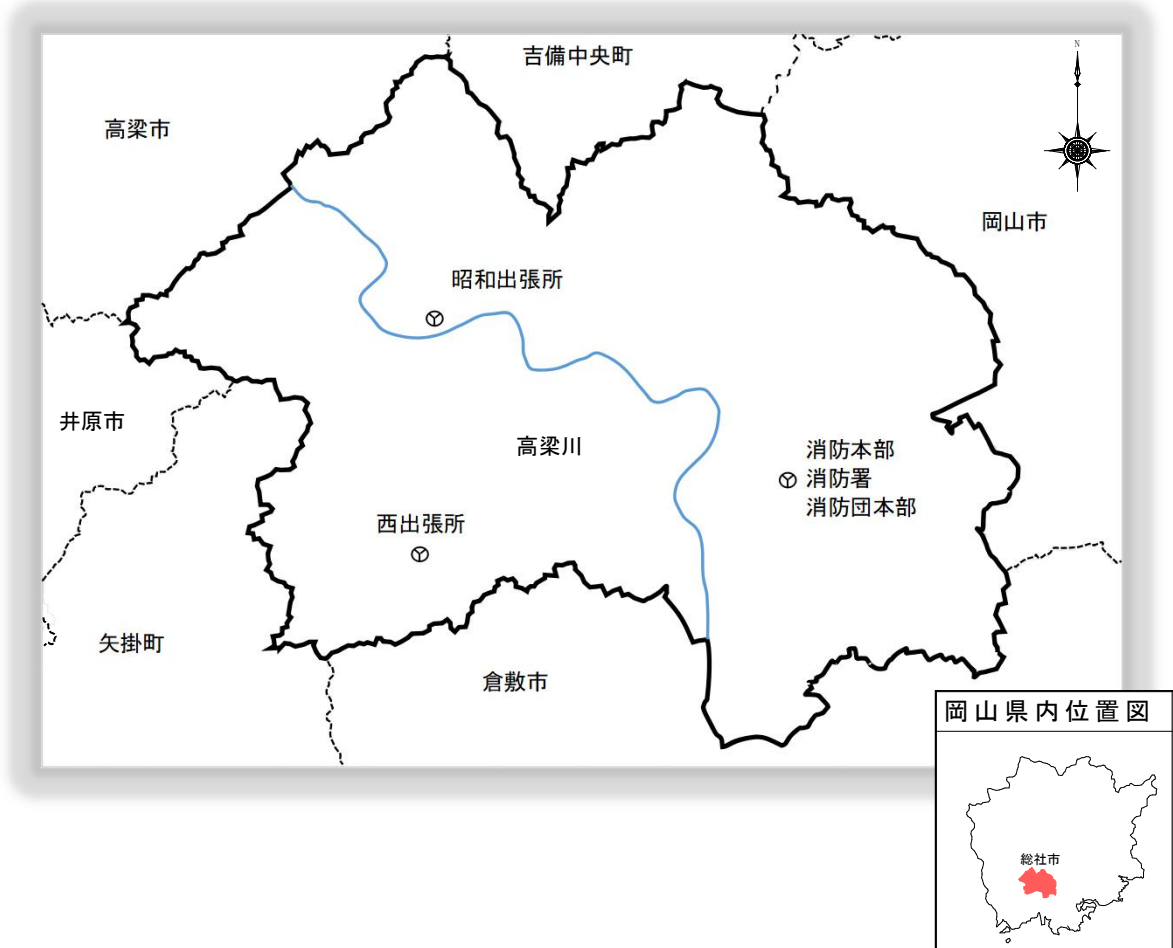 吉備中央町
N
高梁市
岡山市
昭和出張所
井原市
高梁川
消防本部
消防署
消防団本部
西出張所
矢掛町
倉敷市
岡山県内位置図
総社市